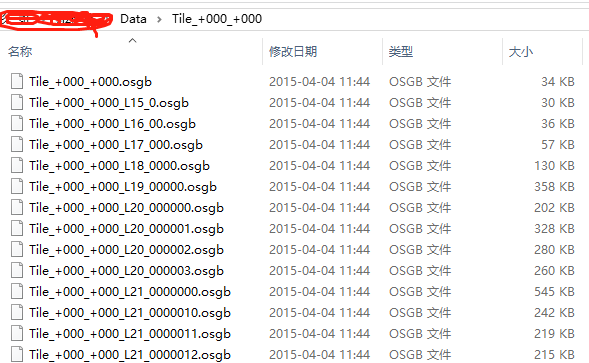 Data > Tile_+000_+000
名称 修改日期 类型 大小
Tile_+000_+000.osgb 2015-04-04 11:44 OSGB 文件 34 KB
Tile_+000_+000_L15_0.osgb 2015-04-04 11:44 OSGB 文件 30 KB
Tile_+000_+000_L16_00.osgb 2015-04-04 11:44 OSGB 文件 36 KB
Tile_+000_+000_L17_000.osgb 2015-04-04 11:44 OSGB 文件 57 KB
Tile_+000_+000_L18_0000.osgb 2015-04-04 11:44 OSGB 文件 130 KB
Tile_+000_+000_L19_00000.osgb 2015-04-04 11:44 OSGB 文件 358 KB
Tile_+000_+000_L20_000000.osgb 2015-04-04 11:44 OSGB 文件 202 KB
Tile_+000_+000_L20_000001.osgb 2015-04-04 11:44 OSGB 文件 328 KB
Tile_+000_+000_L20_000002.osgb 2015-04-04 11:44 OSGB 文件 280 KB
Tile_+000_+000_L20_000003.osgb 2015-04-04 11:44 OSGB 文件 260 KB
Tile_+000_+000_L21_0000000.osgb 2015-04-04 11:44 OSGB 文件 545 KB
Tile_+000_+000_L21_0000010.osgb 2015-04-04 11:44 OSGB 文件 242 KB
Tile_+000_+000_L21_0000011.osgb 2015-04-04 11:44 OSGB 文件 219 KB
Tile_+000_+000_L21_0000012.osgb 2015-04-04 11:44 OSGB 文件 215 KB